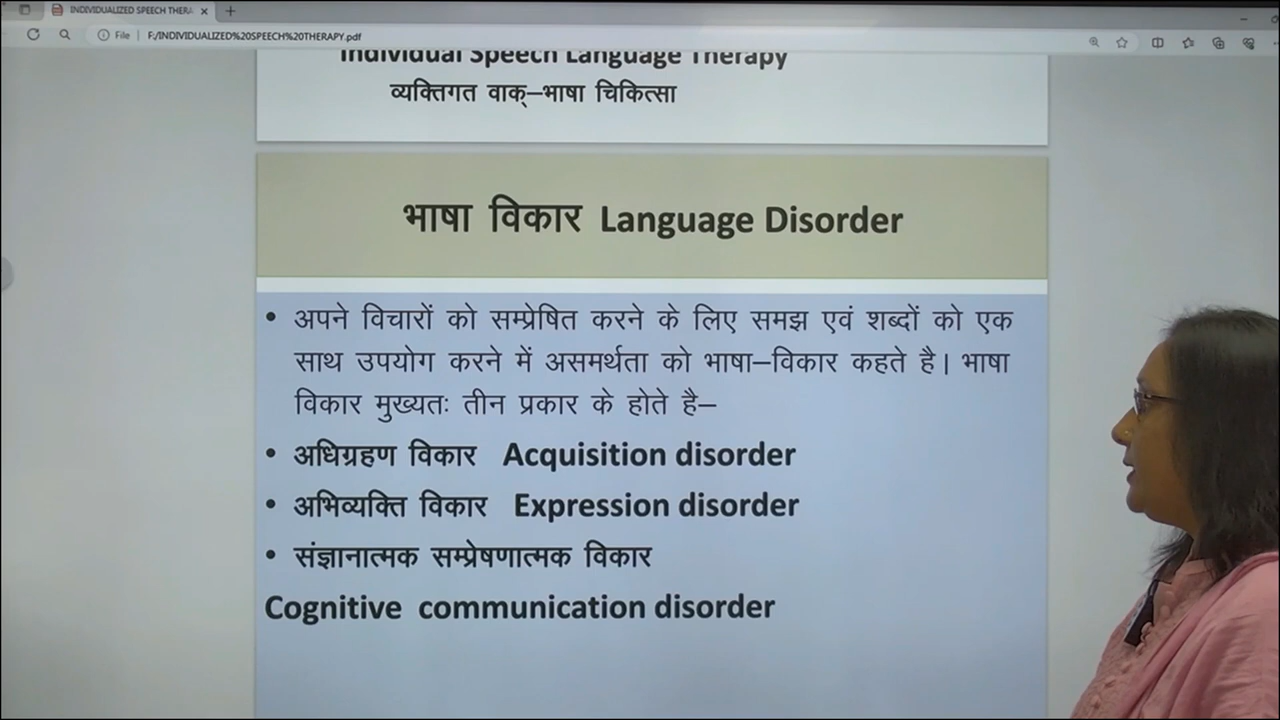 INDIVIDUALIZED SPEECH THERA
File F:/INDIVIDUALIZED%20SPEECH%20THERAPY.pdf
Individual Speech Language Therapy
व्यक्तिगत वाक्–भाषा चिकित्सा
भाषा विकार Language Disorder
• अपने विचारों को सम्प्रेषित करने के लिए समझ एवं शब्दों को एक
साथ उपयोग करने में असमर्थता को भाषा–विकार कहते है। भाषा
विकार मुख्यतः तीन प्रकार के होते है–
• अधिग्रहण विकार Acquisition disorder
• अभिव्यक्ति विकार Expression disorder
• संज्ञानात्मक सम्प्रेषणात्मक विकार
Cognitive communication disorder